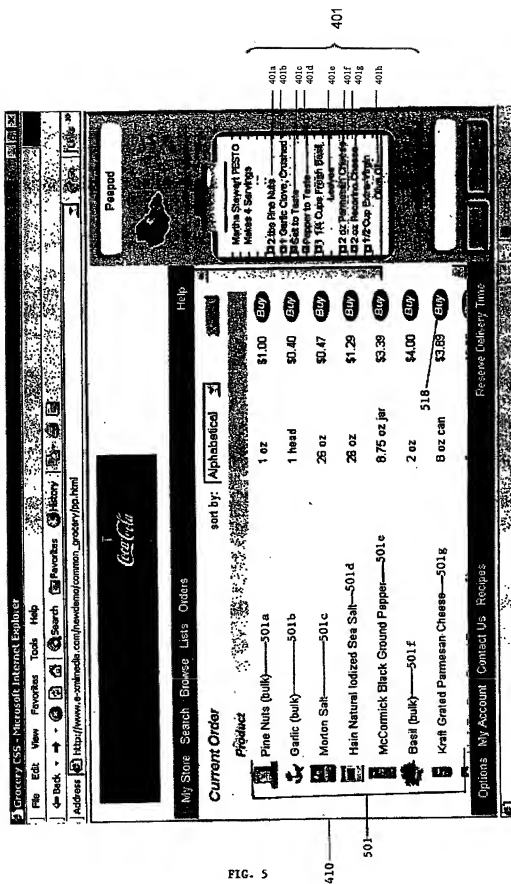 Grocery CSS - Microsoft Internet Explorer
File Edit View Favorites Tools Help
Back Search Favorites History
Address http://www.e-xmlmedia.com/newdemo/common_grocery/pp.html
Links
Coca-Cola
Peapod
My Store Search Browse Lists Orders Help
Current Order sort by: Alphabetical
Product
Pine Nuts (bulk) 501a 1 oz $1.00 Buy
Garlic (bulk) 501b 1 head $0.40 Buy
Morton Salt 501c 26 oz $0.47 Buy
Hain Natural Iodized Sea Salt 501d 26 oz $1.29 Buy
McCormick Black Ground Pepper 501e 8.75 oz jar $3.39 Buy
Basil (bulk) 501f 2 oz $4.00 Buy
Kraft Grated Parmesan Cheese 501g 8 oz can $3.89 Buy
518
Options My Account Contact Us Recipes Reserve Delivery Time
Martha Stewart PESTO
Makes 4 Servings
2 lbs Pine Nuts
1 Garlic Clove, Crushed
Salt to Taste
Pepper to Taste
1 1/4 Cups Fresh Basil
Leaves
2 oz Parmesan Cheese
2 oz Pecorino Cheese
1/2 Cup Extra-Virgin
Olive Oil
401a
401b
401c
401d
401e
401f
401g
401h
401
410
501
FIG. 5